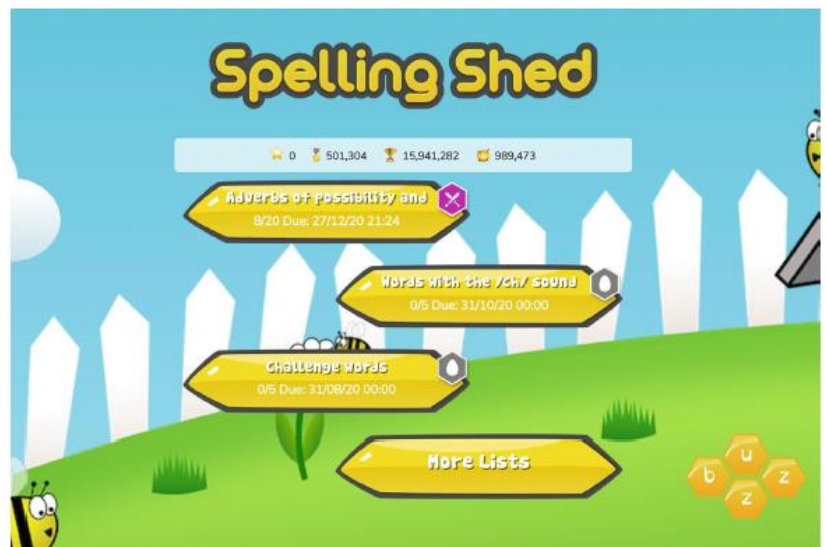 Spelling Shed
0 501,304 15,941,282 989,473
Adverbs of possibility and
8/20 Due: 27/12/20 21:24
Words with the /ch/ sound
0/5 Due: 31/10/20 00:00
Challenge words
0/5 Due: 31/08/20 00:00
More Lists
b u z z